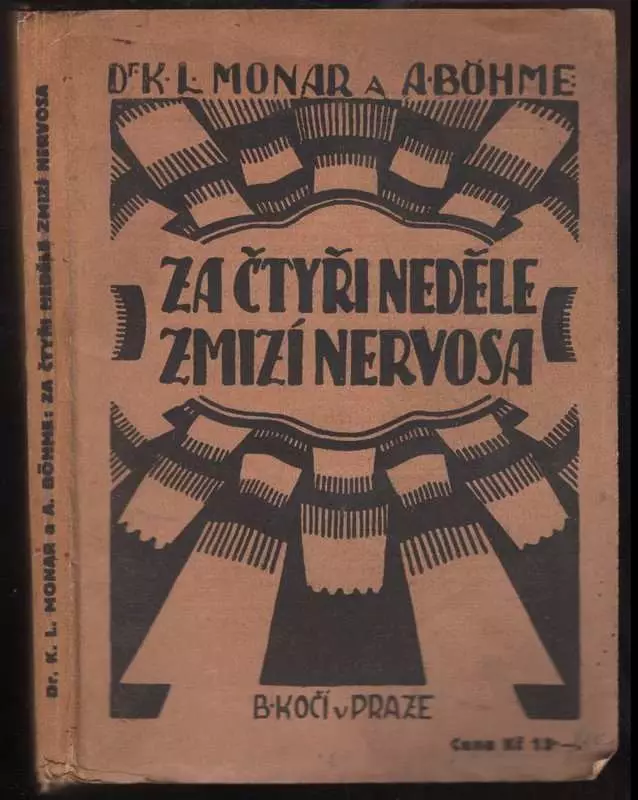 Dr K. L. MONAR A A. BÖHME:
ZA ČTYŘI NEDĚLE
ZMIZÍ NERVOSA
B. KOČÍ V PRAZE
Cena Kč 13·—
Dr. K. L. MONAR a A. BÖHME: ZA ČTYŘI NEDĚLE ZMIZÍ NERVOSA